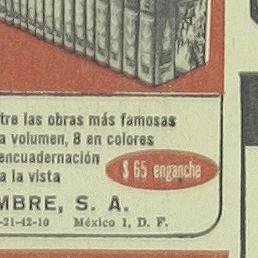 tre las obras más famosas
a volumen, 8 en colores
encuadernación
a la vista
$ 65 enganche
MBRE, S. A.
-21-42-10 México 1, D. F.